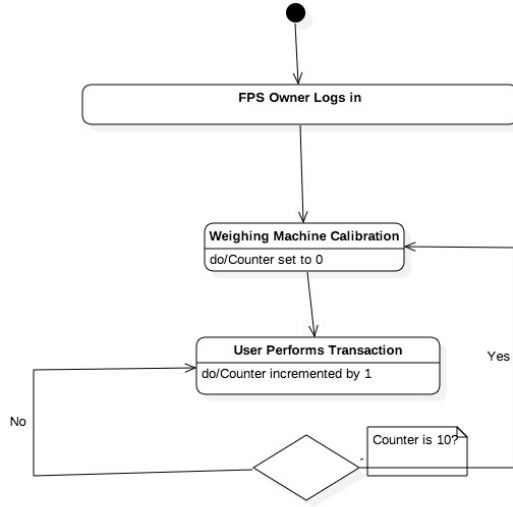 FPS Owner Logs in
Weighing Machine Calibration
do/Counter set to 0
User Performs Transaction
do/Counter incremented by 1
Yes
No
Counter is 10?